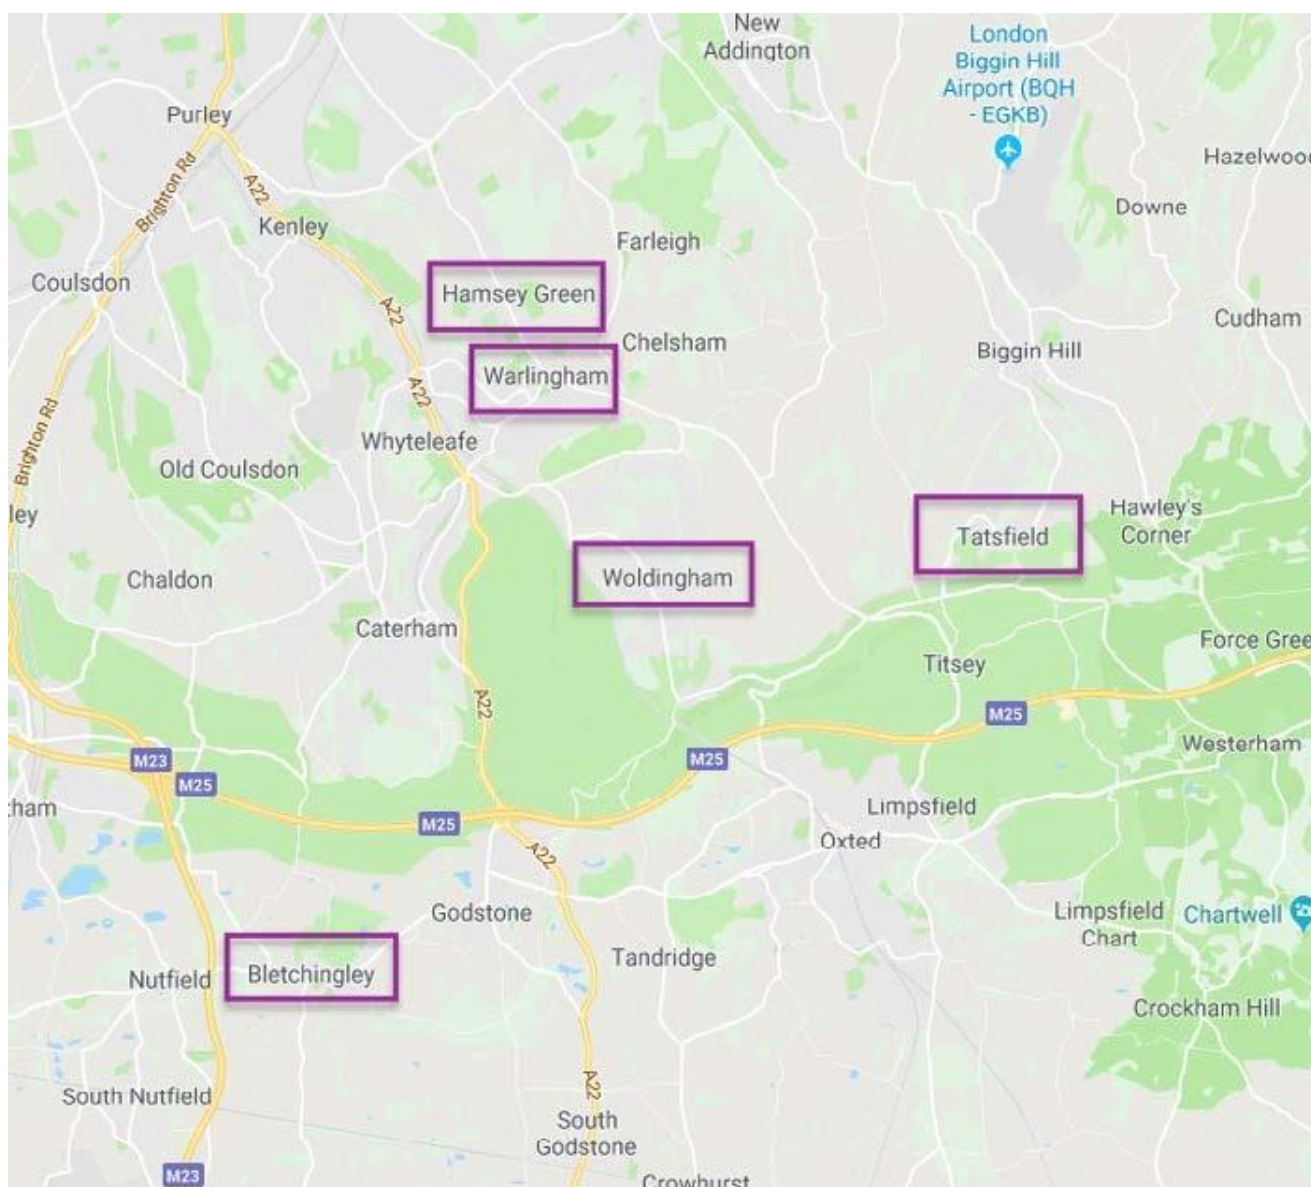 New
Addington
London
Biggin Hill
Airport (BQH
- EGKB)
Purley
Hazelwood
Brighton Rd
A22
Downe
Kenley
Farleigh
Coulsdon
Hamsey Green
A22
Cudham
Chelsham
Biggin Hill
Warlingham
A22
Brighton Rd
Whyteleafe
Old Coulsdon
ley
Hawley's
Corner
Tatsfield
Chaldon
Woldingham
Caterham
Force Gree
Titsey
A22
M25
Westerham
M23
M25
M25
tham
M25
Limpsfield
Oxted
A22
Godstone
Limpsfield
Chart
Chartwell
Tandridge
Nutfield
Bletchingley
Crockham Hill
South Nutfield
A22
South
Godstone
M23
Crowhurst